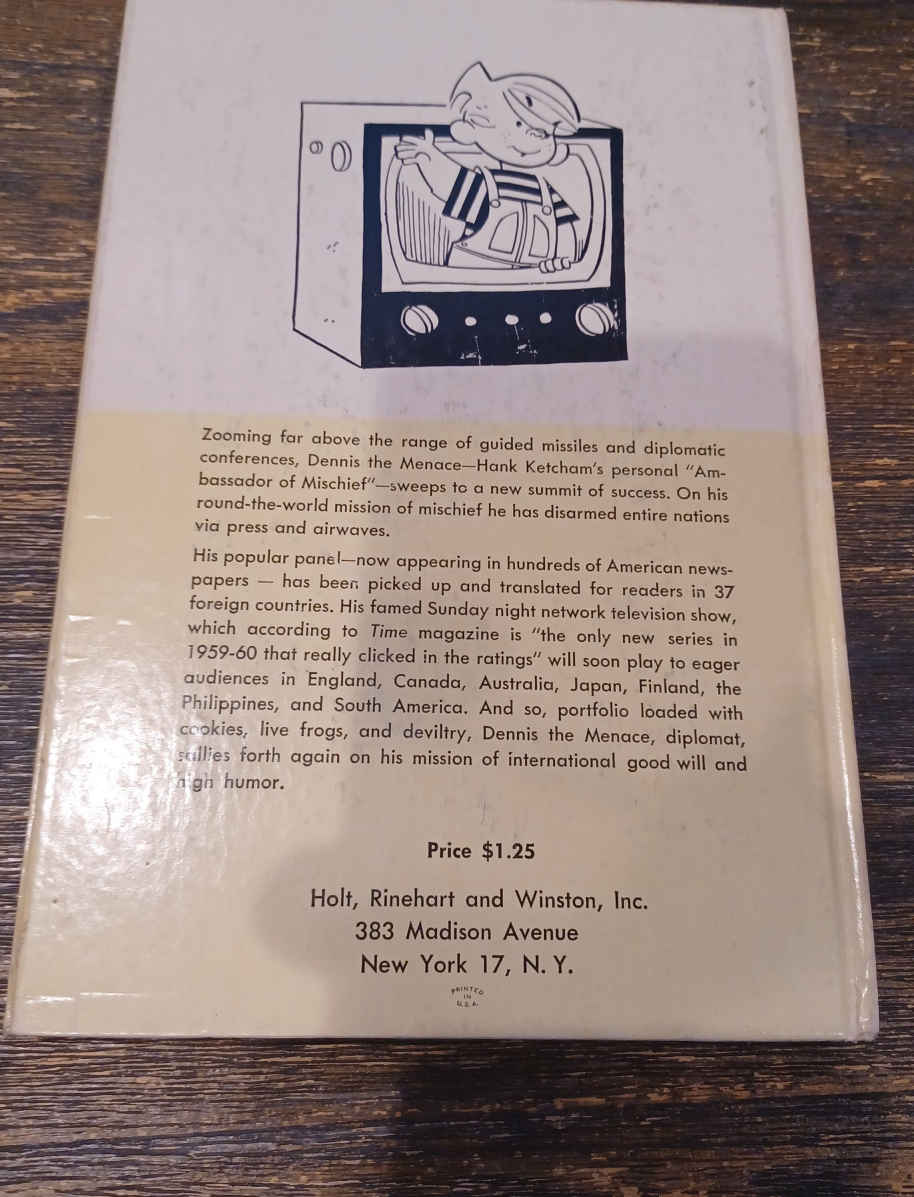 Zooming far above the range of guided missiles and diplomatic
conferences, Dennis the Menace—Hank Ketcham's personal "Am-
bassador of Mischief"—sweeps to a new summit of success. On his
round-the-world mission of mischief he has disarmed entire nations
via press and airwaves.
His popular panel—now appearing in hundreds of American news-
papers — has been picked up and translated for readers in 37
foreign countries. His famed Sunday night network television show,
which according to Time magazine is "the only new series in
1959-60 that really clicked in the ratings" will soon play to eager
audiences in England, Canada, Australia, Japan, Finland, the
Philippines, and South America. And so, portfolio loaded with
cookies, live frogs, and deviltry, Dennis the Menace, diplomat,
sallies forth again on his mission of international good will and
high humor.
Price $1.25
Holt, Rinehart and Winston, Inc.
383 Madison Avenue
New York 17, N. Y.
PRINTED
IN
U.S.A.